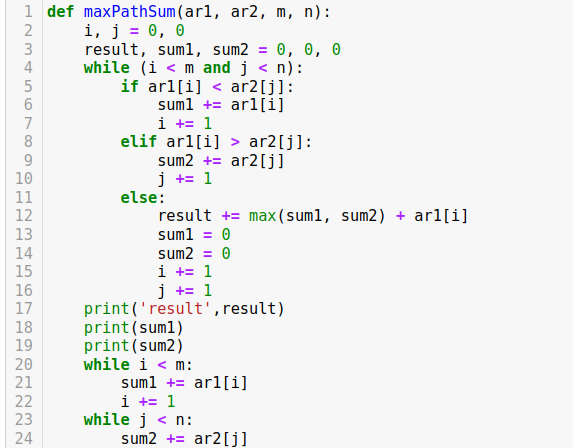 1 def maxPathSum(ar1, ar2, m, n):
2     i, j = 0, 0
3     result, sum1, sum2 = 0, 0, 0
4     while (i < m and j < n):
5         if ar1[i] < ar2[j]:
6             sum1 += ar1[i]
7             i += 1
8         elif ar1[i] > ar2[j]:
9             sum2 += ar2[j]
10             j += 1
11         else:
12             result += max(sum1, sum2) + ar1[i]
13             sum1 = 0
14             sum2 = 0
15             i += 1
16             j += 1
17     print('result',result)
18     print(sum1)
19     print(sum2)
20     while i < m:
21         sum1 += ar1[i]
22         i += 1
23     while j < n:
24         sum2 += ar2[j]